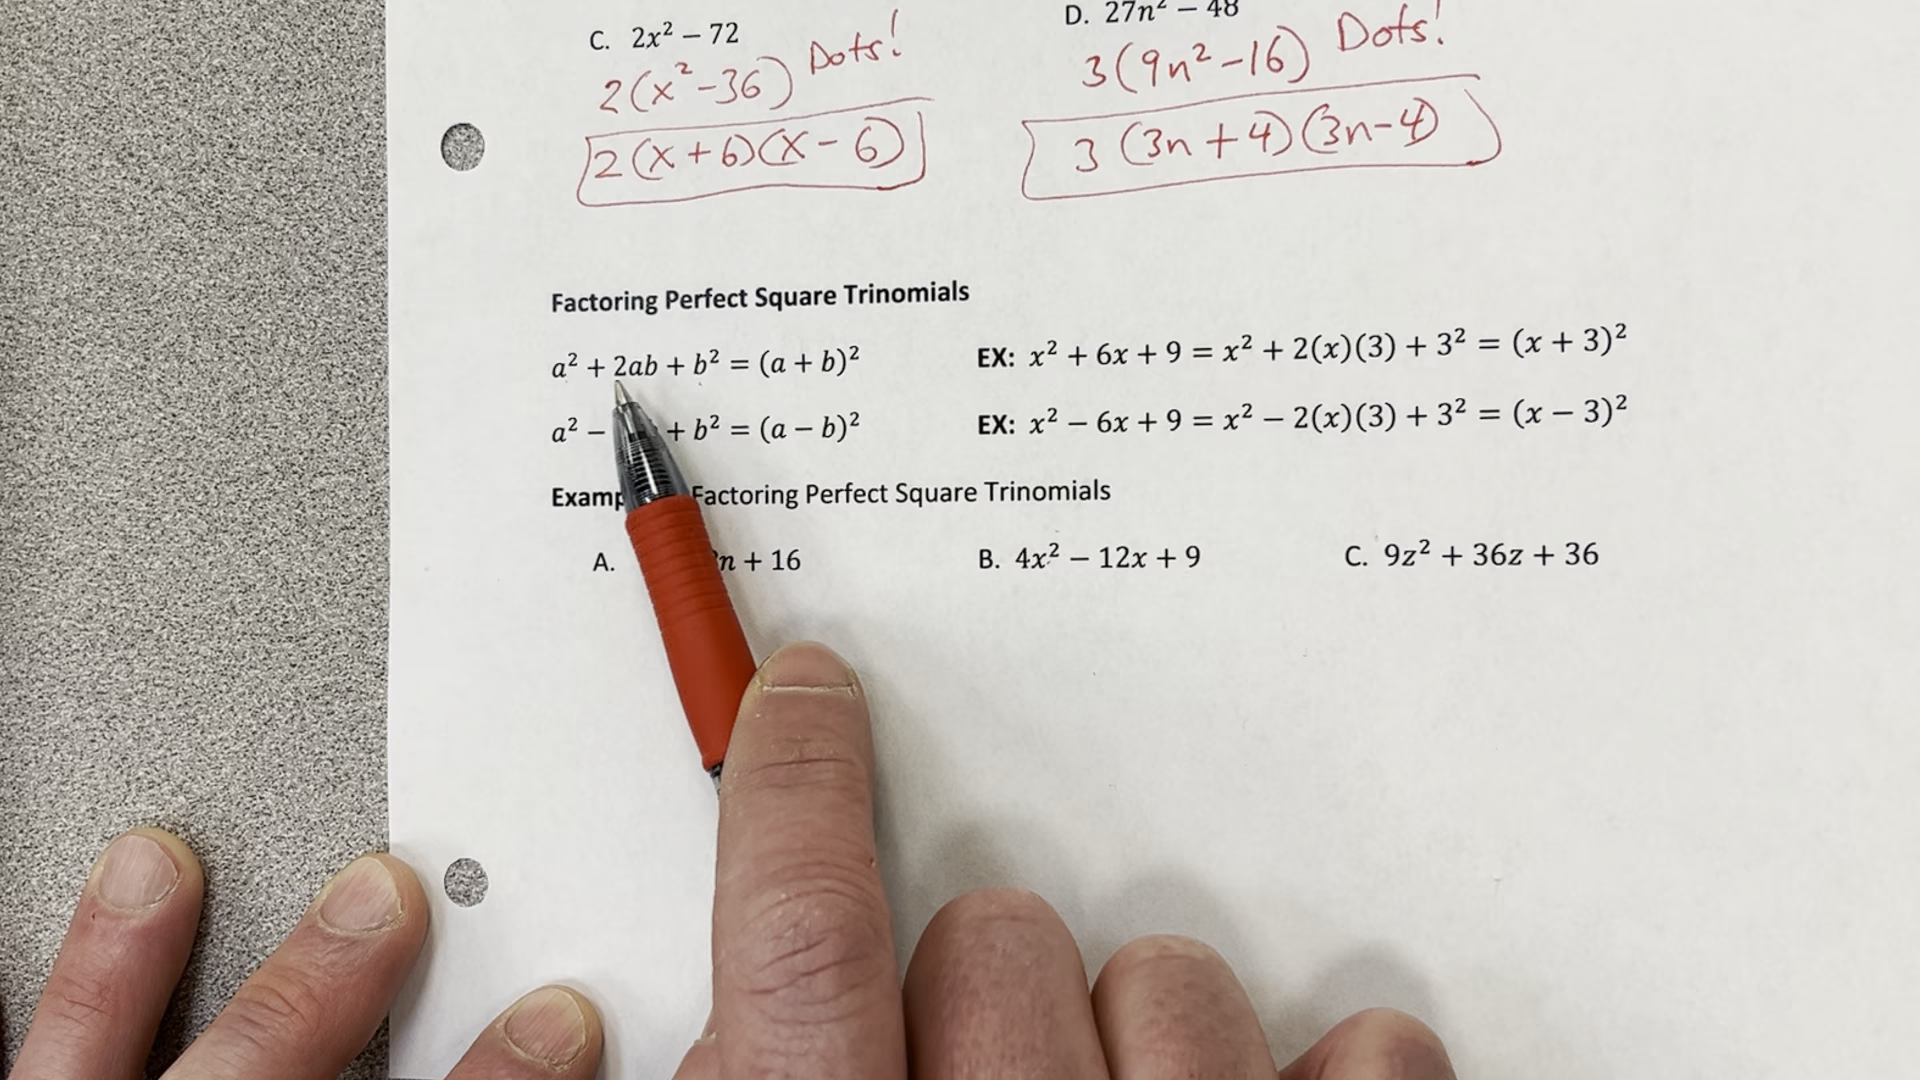 C. 2x² − 72
D. 27n² − 48
2(x²-36) Dots!
3(9n²-16) Dots!
2(x+6)(x-6)
3(3n+4)(3n-4)
Factoring Perfect Square Trinomials
a² + 2ab + b² = (a + b)²
EX: x² + 6x + 9 = x² + 2(x)(3) + 3² = (x + 3)²
a² − + b² = (a − b)²
EX: x² − 6x + 9 = x² − 2(x)(3) + 3² = (x − 3)²
Factoring Perfect Square Trinomials
A. n + 16
B. 4x² − 12x + 9
C. 9z² + 36z + 36